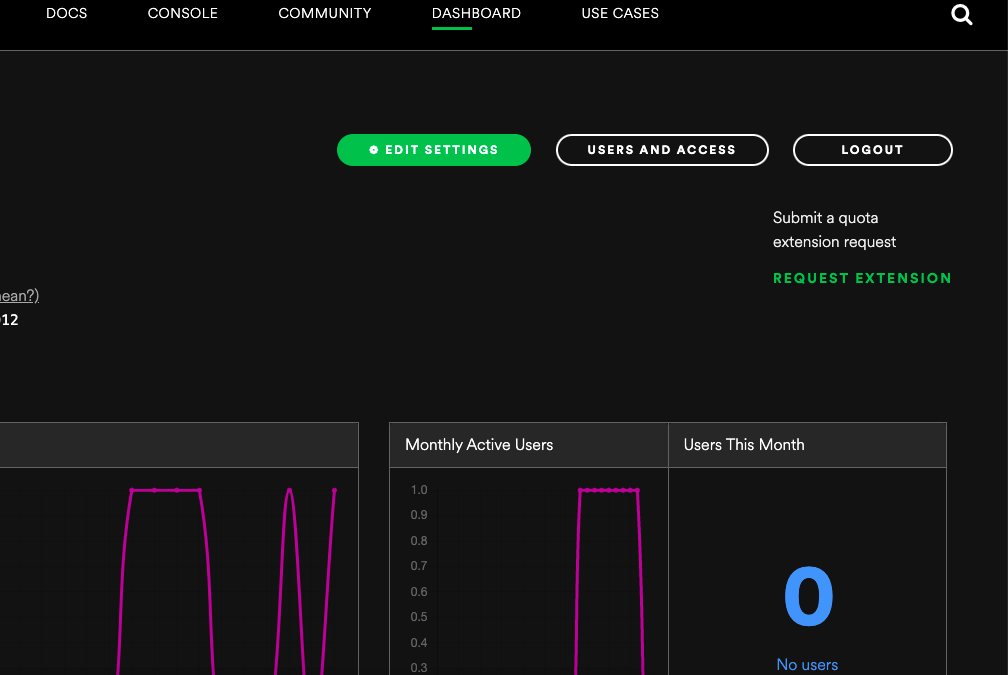 DOCS CONSOLE COMMUNITY DASHBOARD USE CASES
EDIT SETTINGS USERS AND ACCESS LOGOUT
Submit a quota
extension request
REQUEST EXTENSION
ean?)
12
Monthly Active Users
Users This Month
1.0
0.9
0.8
0.7
0.6
0.5
0.4
0.3
0
No users